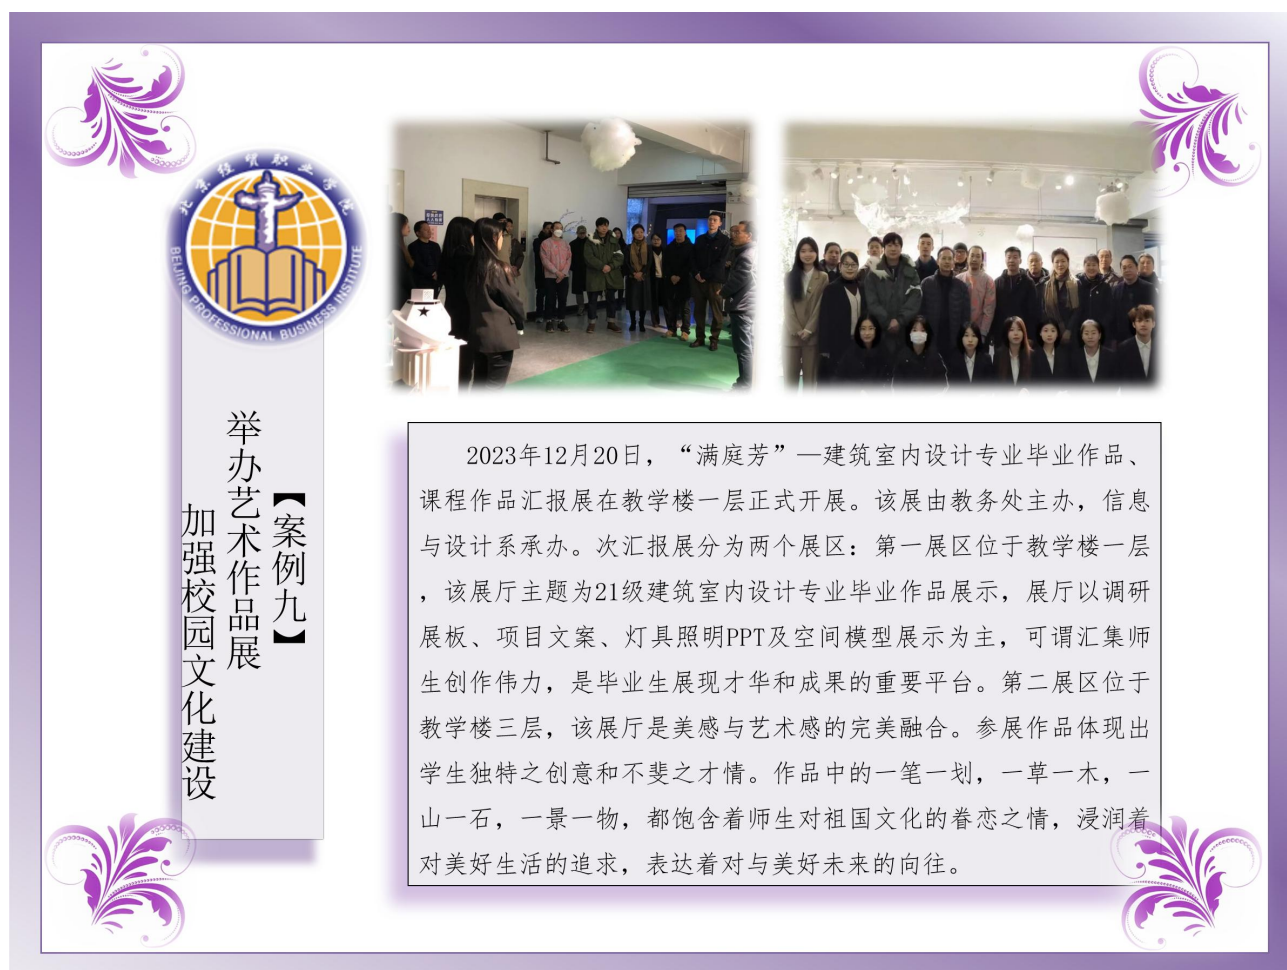 北京经贸职业学院
BEIJING PROFESSIONAL BUSINESS INSTITUTE
【案例九】
举办艺术作品展
加强校园文化建设
2023年12月20日，“满庭芳”—建筑室内设计专业毕业作品、
课程作品汇报展在教学楼一层正式开展。该展由教务处主办，信息
与设计系承办。次汇报展分为两个展区：第一展区位于教学楼一层
，该展厅主题为21级建筑室内设计专业毕业作品展示，展厅以调研
展板、项目文案、灯具照明PPT及空间模型展示为主，可谓汇集师
生创作伟力，是毕业生展现才华和成果的重要平台。第二展区位于
教学楼三层，该展厅是美感与艺术感的完美融合。参展作品体现出
学生独特之创意和不斐之才情。作品中的一笔一划，一草一木，一
山一石，一景一物，都饱含着师生对祖国文化的眷恋之情，浸润着
对美好生活的追求，表达着对与美好未来的向往。